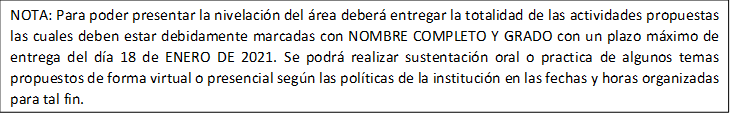 NOTA: Para poder presentar la nivelación del área deberá entregar la totalidad de las actividades propuestas
las cuales deben estar debidamente marcadas con NOMBRE COMPLETO Y GRADO con un plazo máximo de
entrega del día 18 de ENERO DE 2021. Se podrá realizar sustentación oral o practica de algunos temas
propuestos de forma virtual o presencial según las políticas de la institución en las fechas y horas organizadas
para tal fin.